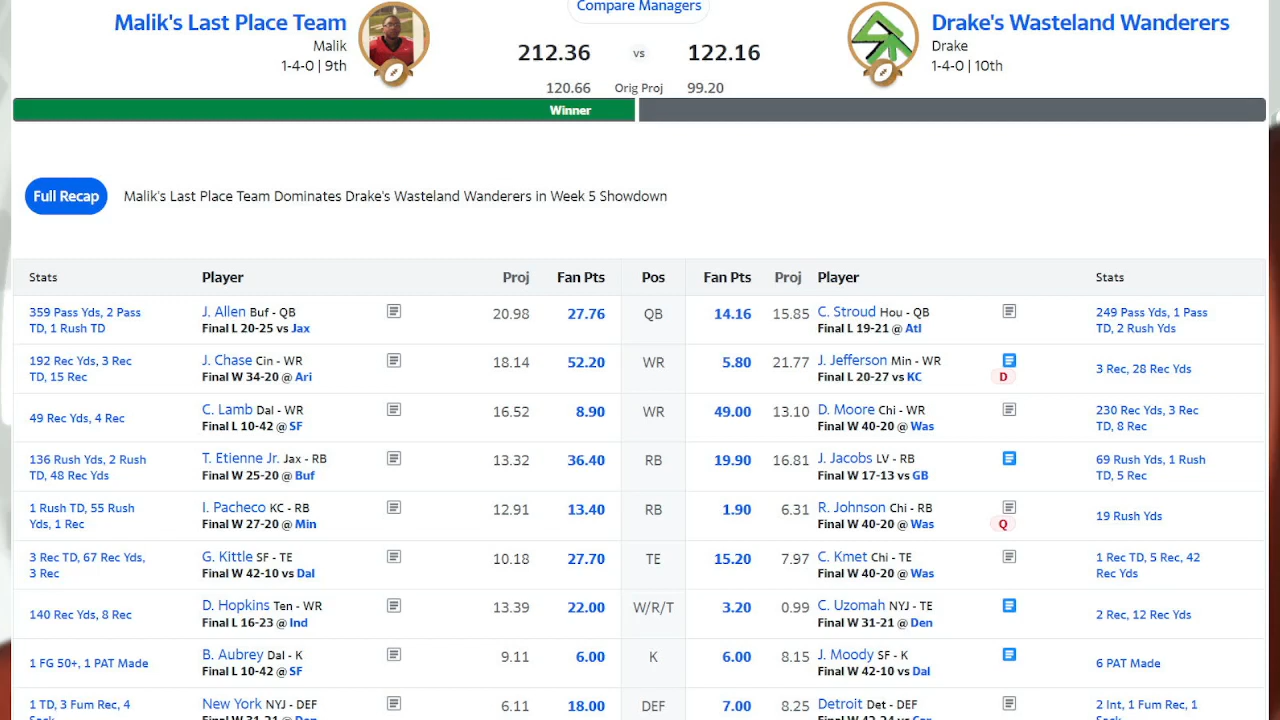 Compare Managers
Malik's Last Place Team
Malik
1-4-0 | 9th
212.36 vs 122.16
120.66 Orig Proj 99.20
Drake's Wasteland Wanderers
Drake
1-4-0 | 10th
Winner
Full Recap Malik's Last Place Team Dominates Drake's Wasteland Wanderers in Week 5 Showdown
Stats Player Proj Fan Pts Pos Fan Pts Proj Player Stats
359 Pass Yds, 2 Pass J. Allen Buf - QB 20.98 27.76 QB 14.16 15.85 C. Stroud Hou - QB 249 Pass Yds, 1 Pass
TD, 1 Rush TD Final L 20-25 vs Jax Final L 19-21 @ Atl TD, 2 Rush Yds
192 Rec Yds, 3 Rec J. Chase Cin - WR 18.14 52.20 WR 5.80 21.77 J. Jefferson Min - WR 3 Rec, 28 Rec Yds
TD, 15 Rec Final W 34-20 @ Ari Final L 20-27 vs KC D
49 Rec Yds, 4 Rec C. Lamb Dal - WR 16.52 8.90 WR 49.00 13.10 D. Moore Chi - WR 230 Rec Yds, 3 Rec
Final L 10-42 @ SF Final W 40-20 @ Was TD, 8 Rec
136 Rush Yds, 2 Rush T. Etienne Jr. Jax - RB 13.32 36.40 RB 19.90 16.81 J. Jacobs LV - RB 69 Rush Yds, 1 Rush
TD, 48 Rec Yds Final W 25-20 @ Buf Final W 17-13 vs GB TD, 5 Rec
1 Rush TD, 55 Rush I. Pacheco KC - RB 12.91 13.40 RB 1.90 6.31 R. Johnson Chi - RB 19 Rush Yds
Yds, 1 Rec Final W 27-20 @ Min Final W 40-20 @ Was Q
3 Rec TD, 67 Rec Yds, G. Kittle SF - TE 10.18 27.70 TE 15.20 7.97 C. Kmet Chi - TE 1 Rec TD, 5 Rec, 42
3 Rec Final W 42-10 vs Dal Final W 40-20 @ Was Rec Yds
140 Rec Yds, 8 Rec D. Hopkins Ten - WR 13.39 22.00 W/R/T 3.20 0.99 C. Uzomah NYJ - TE 2 Rec, 12 Rec Yds
Final L 16-23 @ Ind Final W 31-21 @ Den
1 FG 50+, 1 PAT Made B. Aubrey Dal - K 9.11 6.00 K 6.00 8.15 J. Moody SF - K 6 PAT Made
Final L 10-42 @ SF Final W 42-10 vs Dal
1 TD, 3 Fum Rec, 4 New York NYJ - DEF 6.11 18.00 DEF 7.00 8.25 Detroit Det - DEF 2 Int, 1 Fum Rec, 1